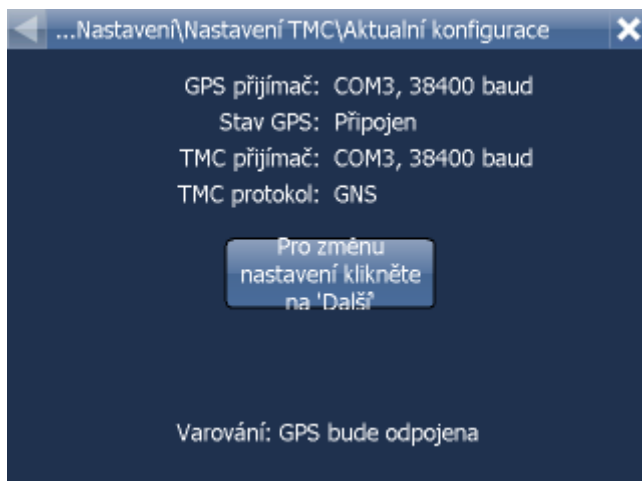 ...Nastavení\Nastavení TMC\Aktualní konfigurace
GPS přijímač: COM3, 38400 baud
Stav GPS: Připojen
TMC přijímač: COM3, 38400 baud
TMC protokol: GNS
Pro změnu
nastavení klikněte
na 'Další'
Varování: GPS bude odpojena